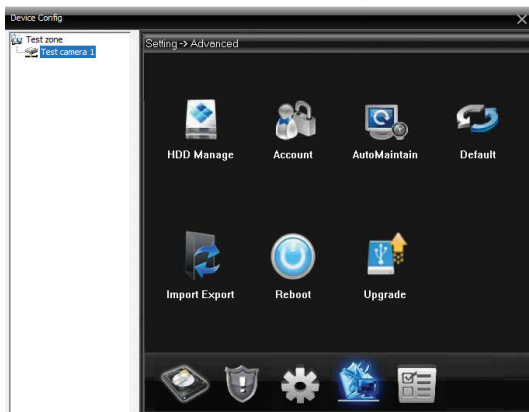 Device Config
Test zone
Test camera 1
Setting -> Advanced
HDD Manage
Account
AutoMaintain
Default
Import Export
Reboot
Upgrade